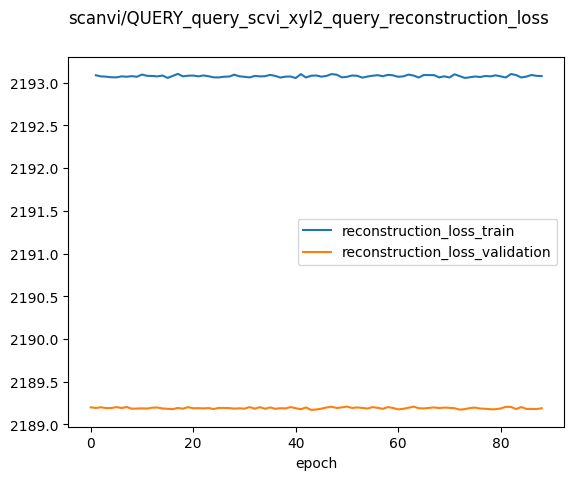 scanvi/QUERY_query_scvi_xyl2_query_reconstruction_loss
2193.0
2192.5
2192.0
2191.5
2191.0
2190.5
2190.0
2189.5
2189.0
reconstruction_loss_train
reconstruction_loss_validation
0 20 40 60 80
epoch